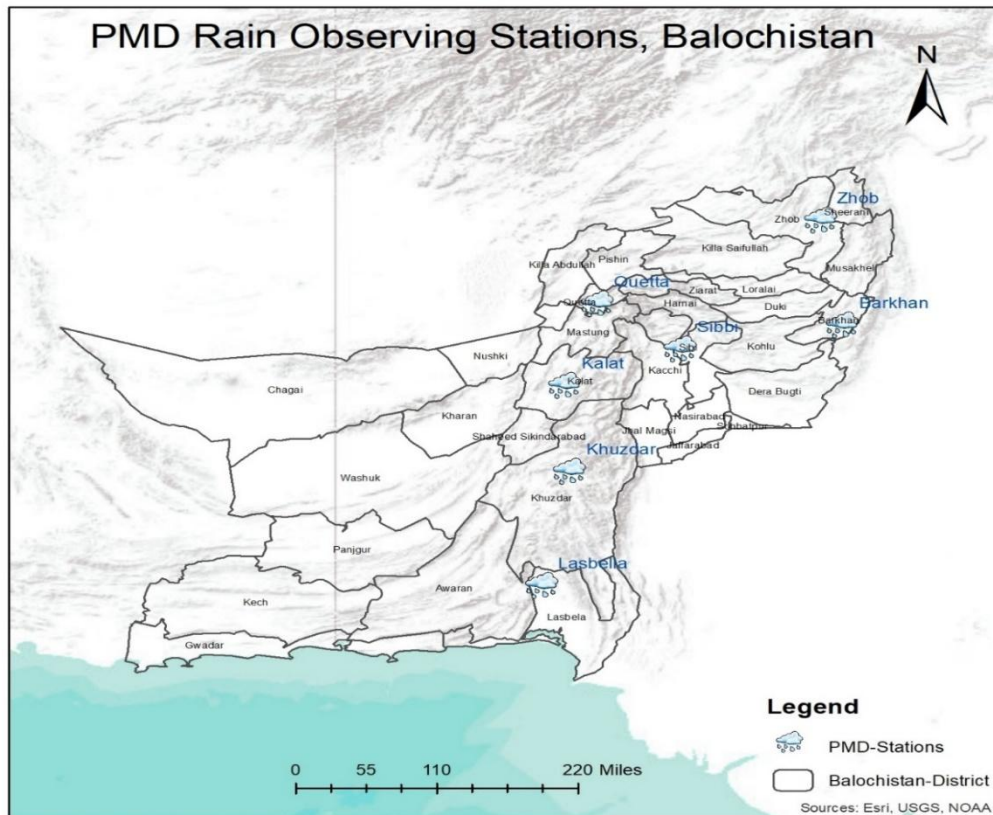 PMD Rain Observing Stations, Balochistan
N
Zhob
Zhob
Sheerani
Killa Saifullah
Musakhel
Pishin
Killa Abdullah
Quetta
Quetta
Ziarat
Loralai
Harnai
Duki
Barkhan
Barkhan
Mastung
Sibbi
Sibi
Kohlu
Nushki
Kalat
Kalat
Kacchi
Dera Bugti
Chagai
Kharan
Nasirabad
Shaheed Sikindarabad
Jhal Magsi
Jaffarabad
Khuzdar
Washuk
Khuzdar
Panjgur
Lasbella
Awaran
Kech
Lasbela
Gwadar
Legend
PMD-Stations
0 55 110 220 Miles
Balochistan-District
Sources: Esri, USGS, NOAA